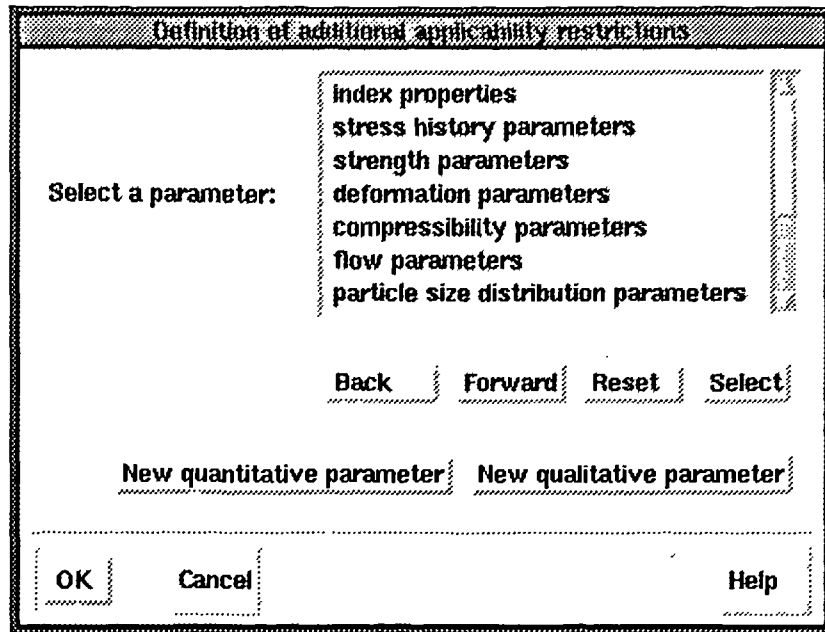 Definition of additional applicability restrictions
index properties
stress history parameters
strength parameters
Select a parameter:
deformation parameters
compressibility parameters
flow parameters
particle size distribution parameters
Back Forward Reset Select
New quantitative parameter New qualitative parameter
OK Cancel Help